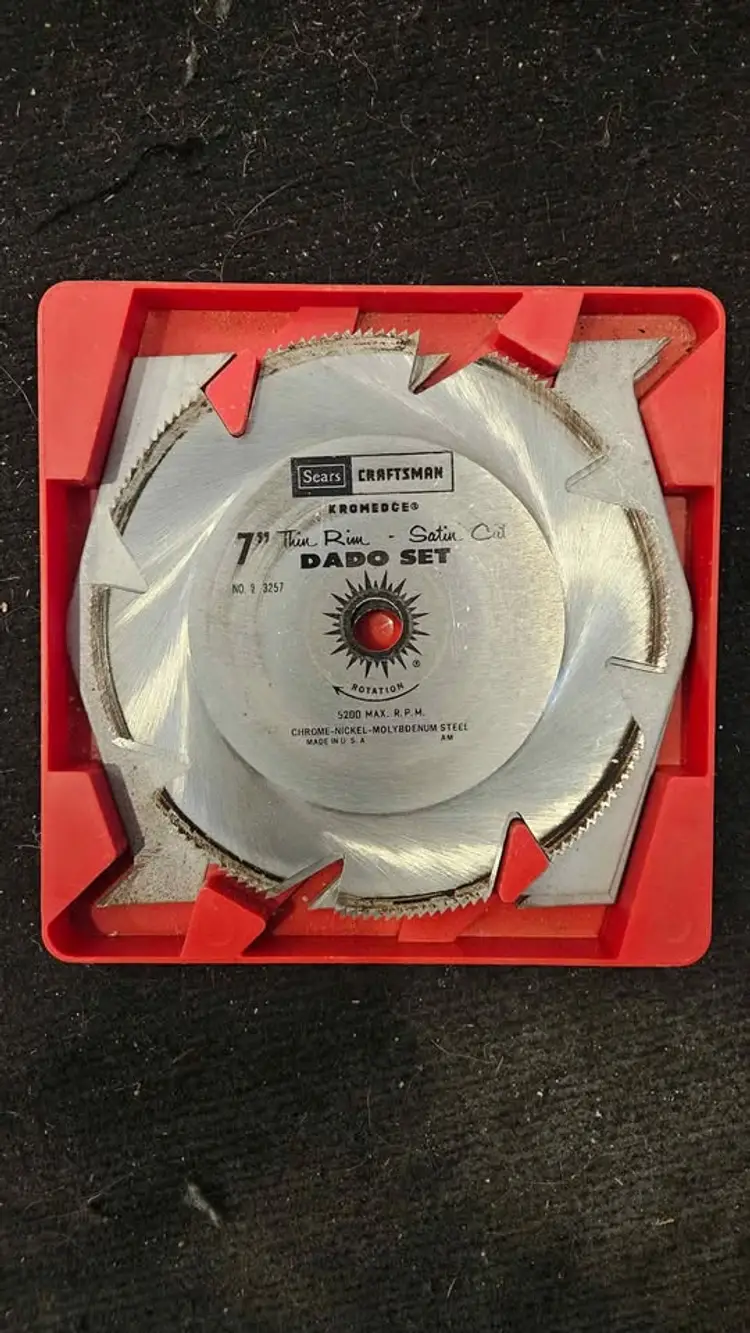 Sears CRAFTSMAN
KROMEDGE®
7" Thin Rim - Satin Cut
DADO SET
NO. 9 3257
®
ROTATION
5200 MAX. R.P.M.
CHROME-NICKEL-MOLYBDENUM STEEL
MADE IN U.S.A AM